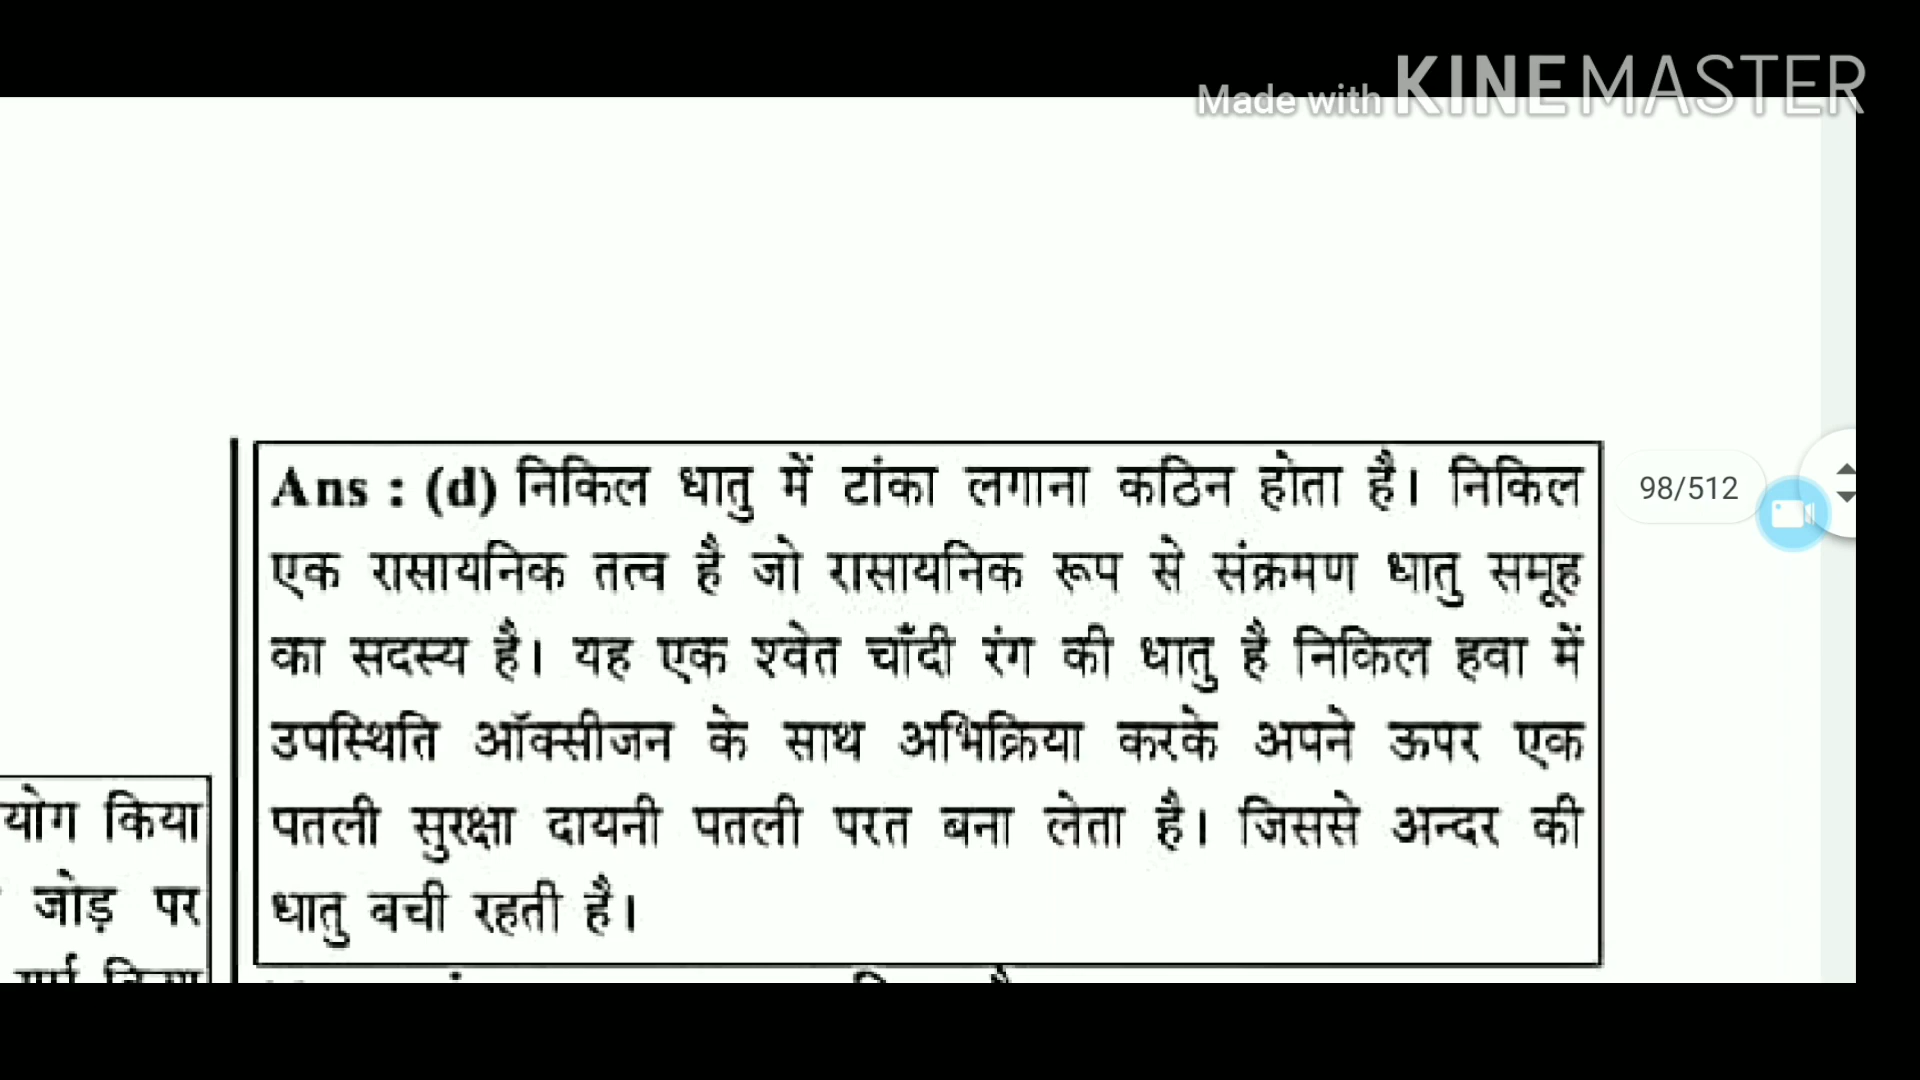 Made with KINEMASTER
Ans : (d) निकिल धातु में टांका लगाना कठिन होता है। निकिल
98/512
एक रासायनिक तत्व है जो रासायनिक रूप से संक्रमण धातु समूह
का सदस्य है। यह एक श्वेत चाँदी रंग की धातु है निकिल हवा में
उपस्थिति ऑक्सीजन के साथ अभिक्रिया करके अपने ऊपर एक
पतली सुरक्षा दायनी पतली परत बना लेता है। जिससे अन्दर की
धातु बची रहती है।
योग किया
जोड़ पर